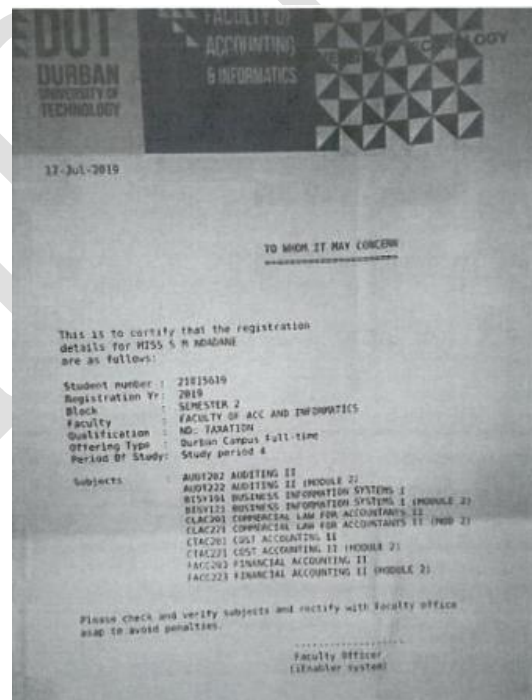 DUT
DURBAN
UNIVERSITY OF
TECHNOLOGY
FACULTY OF
ACCOUNTING
& INFORMATICS
17-Jul-2019
TO WHOM IT MAY CONCERN
This is to certify that the registration
details for MISS S M NDADANE
are as follows:
Student number : 21815619
Registration Yr: 2019
Block : SEMESTER 2
Faculty : FACULTY OF ACC AND INFORMATICS
Qualification : ND: TAXATION
Offering Type : Durban Campus Full-time
Period Of Study: Study period 4
Subjects : AUDT202 AUDITING II
AUDT222 AUDITING II (MODULE 2)
BISY101 BUSINESS INFORMATION SYSTEMS I
BISY121 BUSINESS INFORMATION SYSTEMS I (MODULE 2)
CLAC201 COMMERCIAL LAW FOR ACCOUNTANTS II
CLAC221 COMMERCIAL LAW FOR ACCOUNTANTS II (MOD 2)
CTAC201 COST ACCOUNTING II
CTAC221 COST ACCOUNTING II (MODULE 2)
FACC203 FINANCIAL ACCOUNTING II
FACC223 FINANCIAL ACCOUNTING II (MODULE 2)
Please check and verify subjects and rectify with Faculty office
asap to avoid penalties.
Faculty Officer
(iEnabler system)